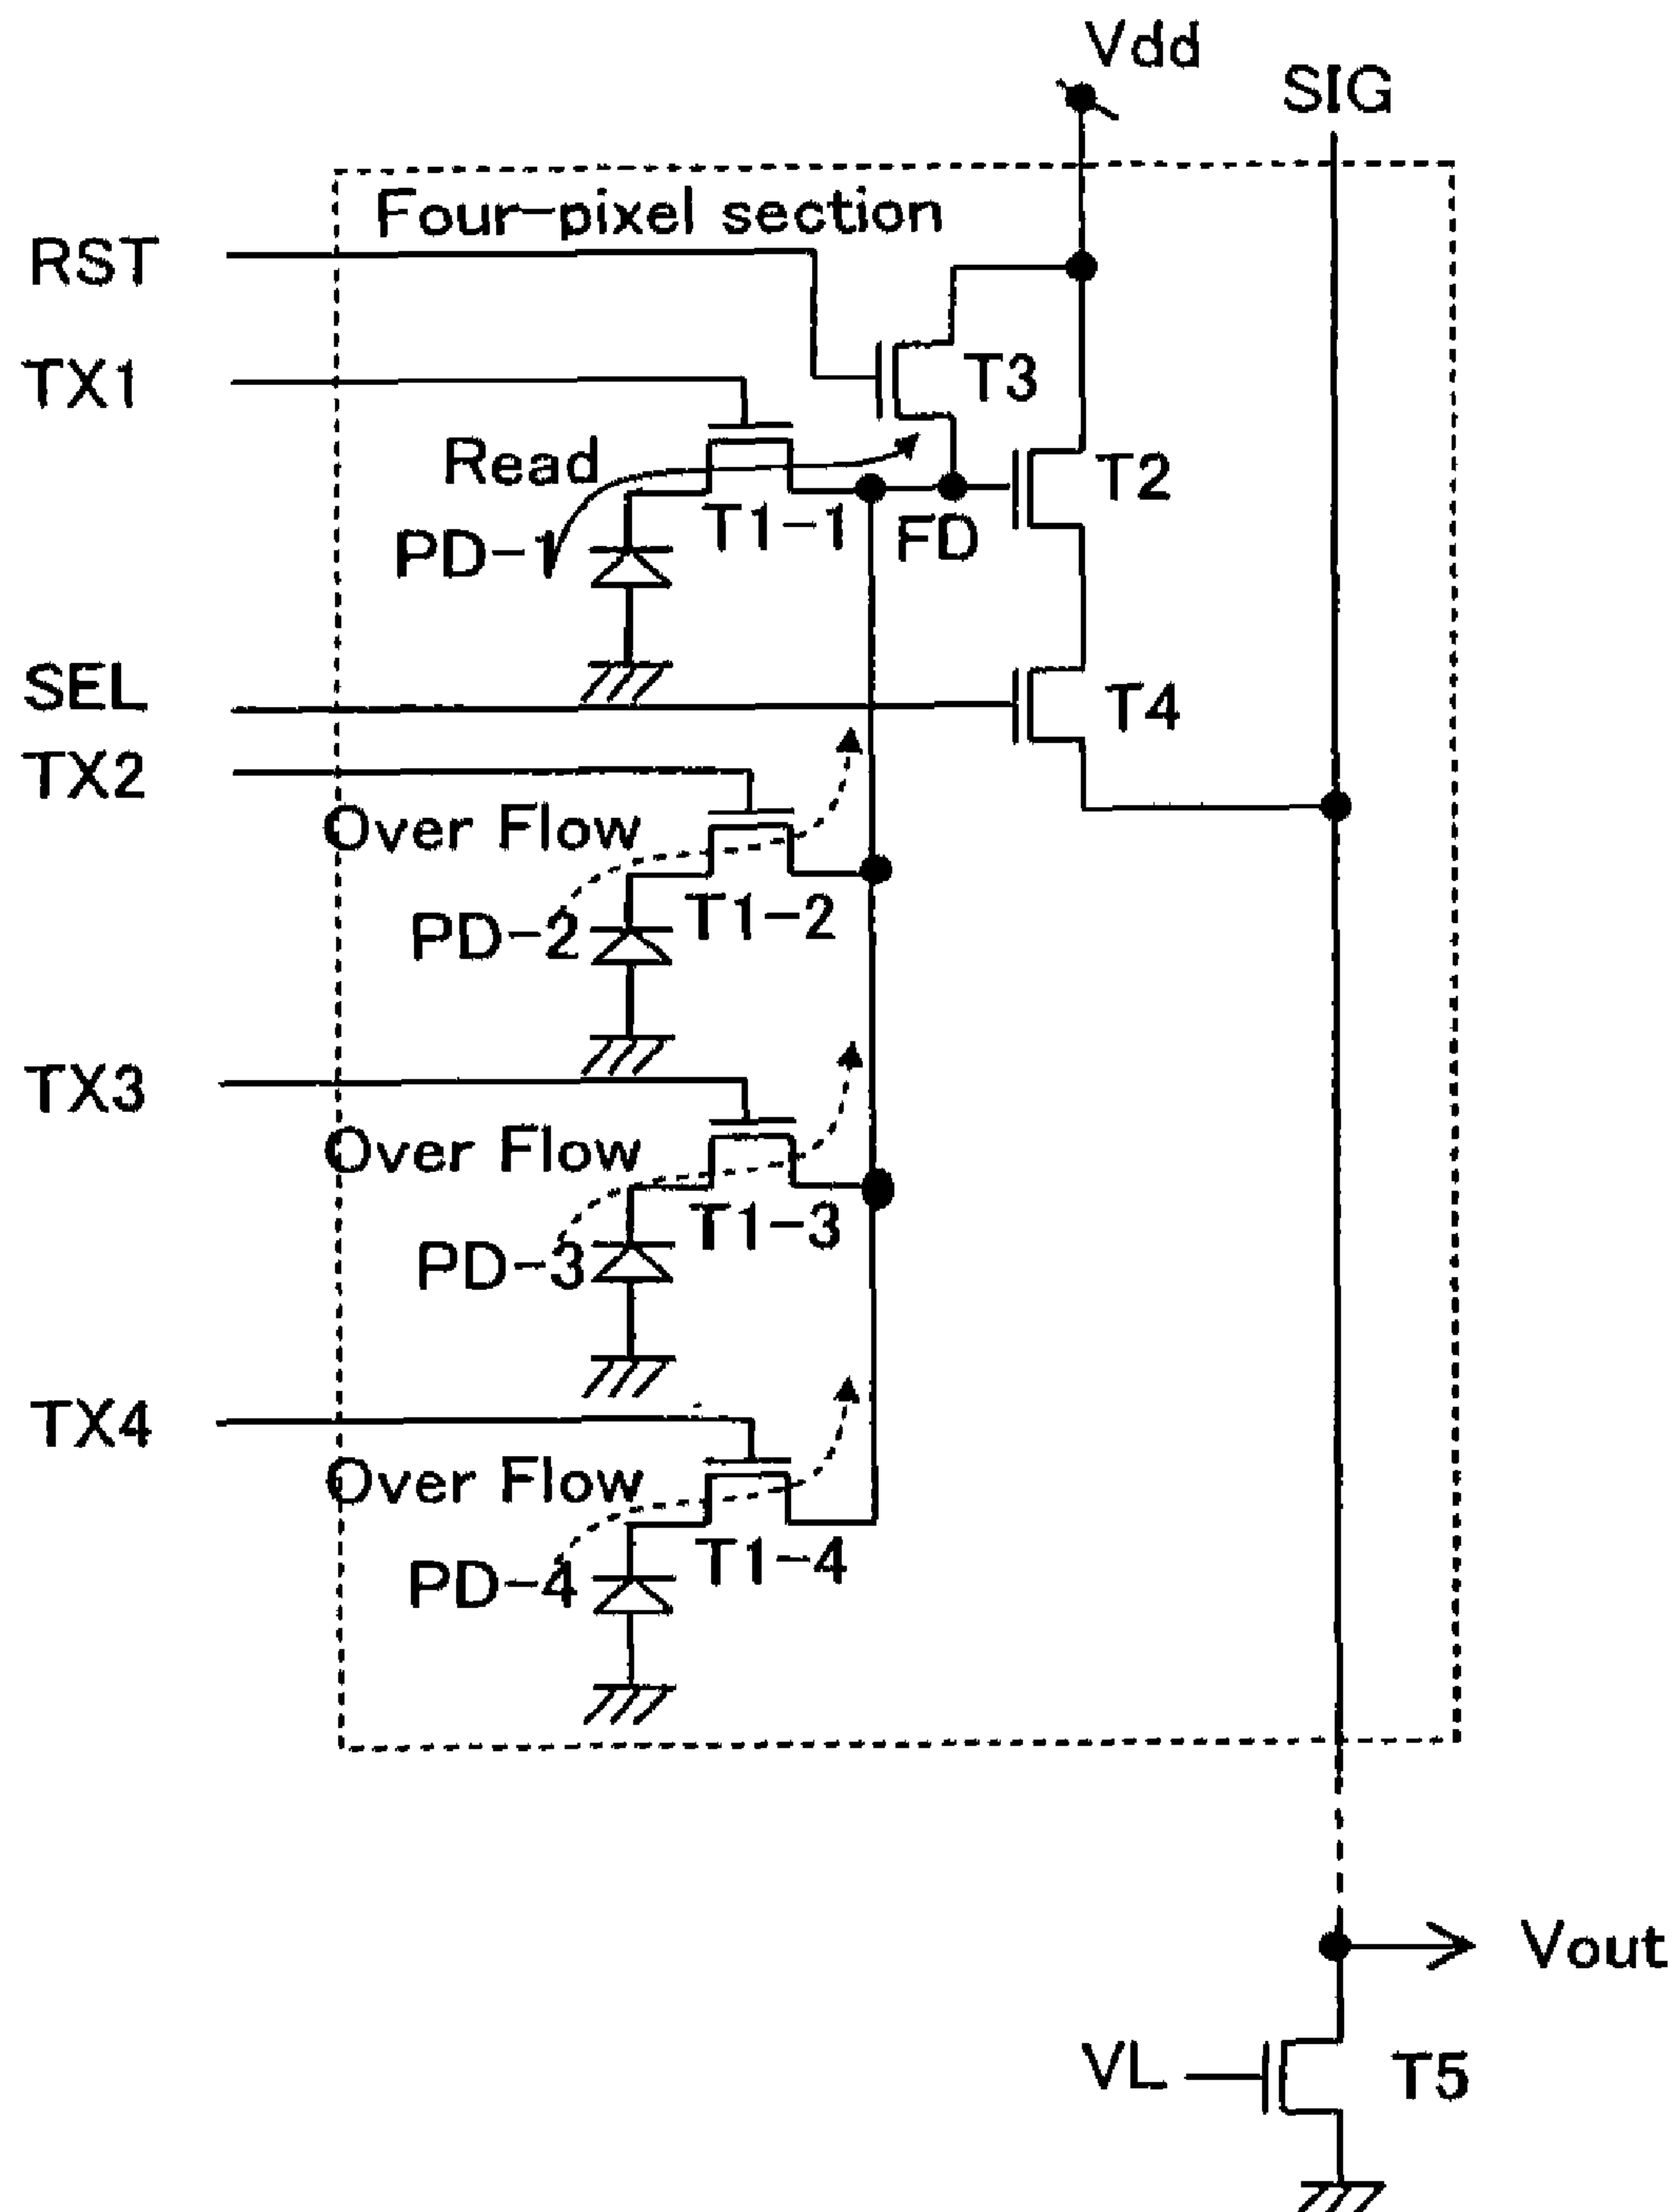 Vdd
SIG
Four-pixel section
RST
TX1
T3
Read
T2
T1-1
FD
PD-1
SEL
T4
TX2
Over Flow
T1-2
PD-2
TX3
Over Flow
T1-3
PD-3
TX4
Over Flow
T1-4
PD-4
Vout
VL
T5